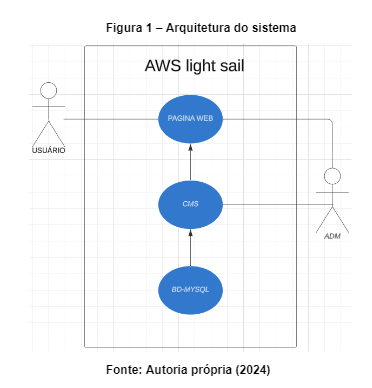 Figura 1 – Arquitetura do sistema
AWS light sail
PAGINA WEB
USUÁRIO
CMS
ADM
BD-MYSQL
Fonte: Autoria própria (2024)